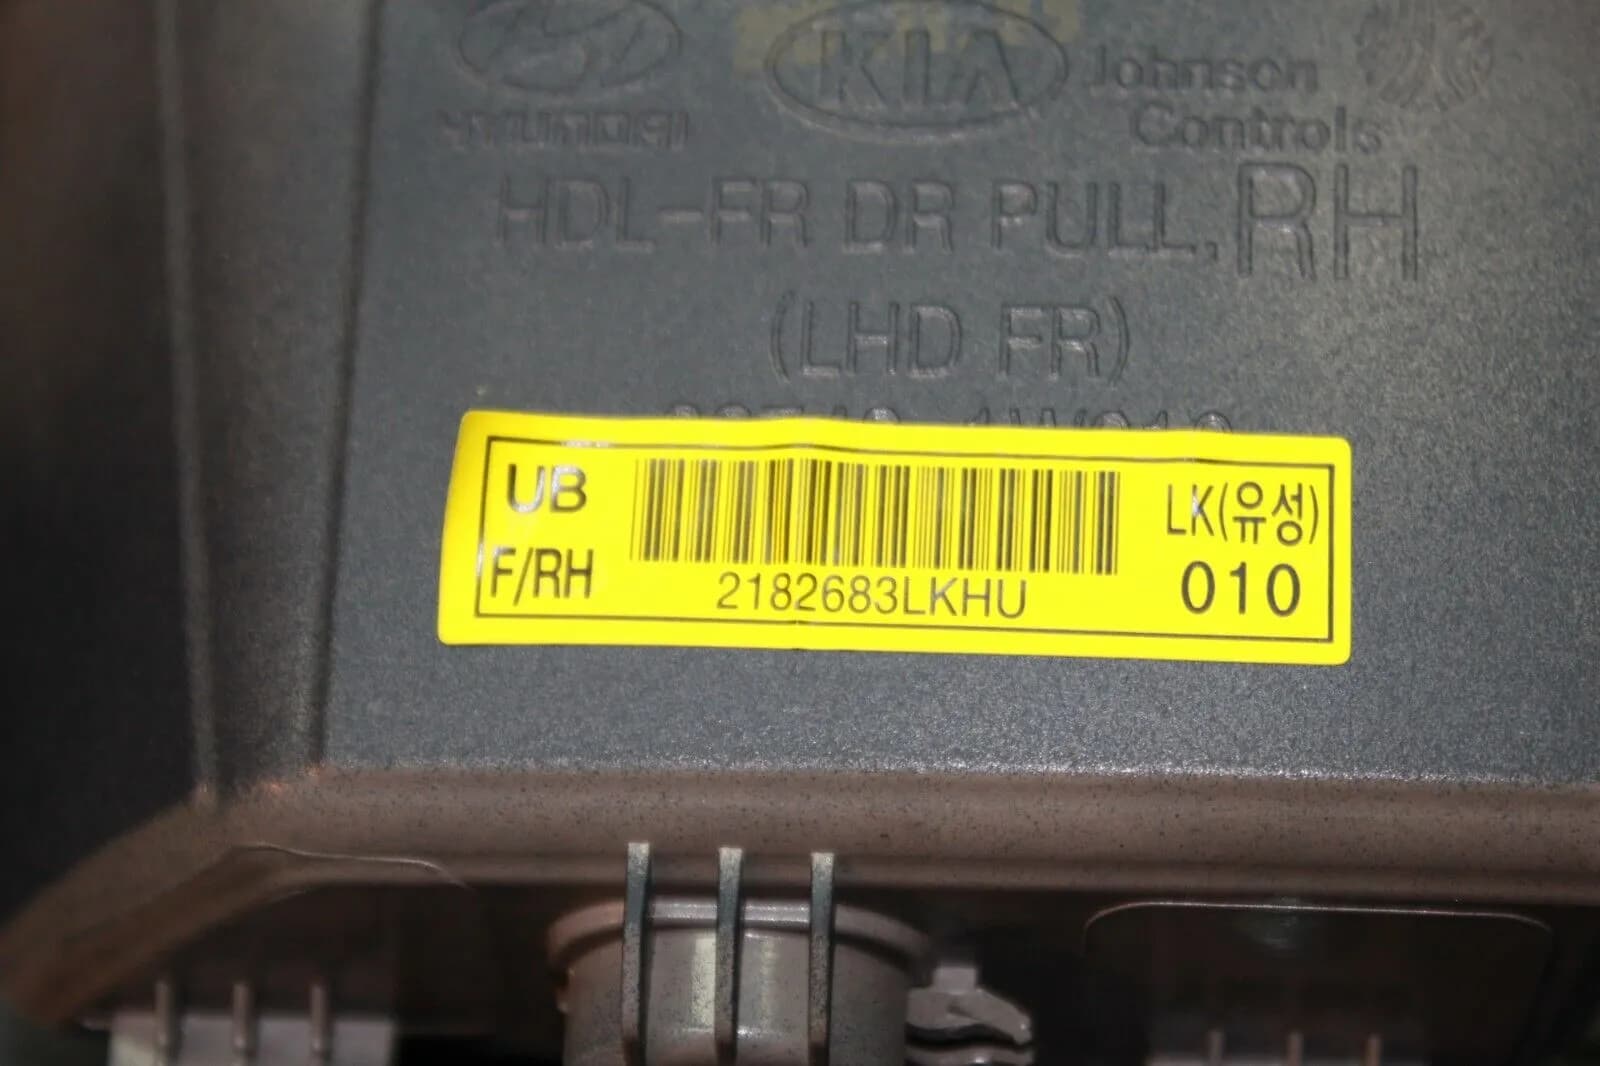 HYUNDAI
KIA
Johnson
Controls
HDL-FR DR PULL, RH
(LHD FR)
UB
F/RH
2182683LKHU
LK(유성)
010